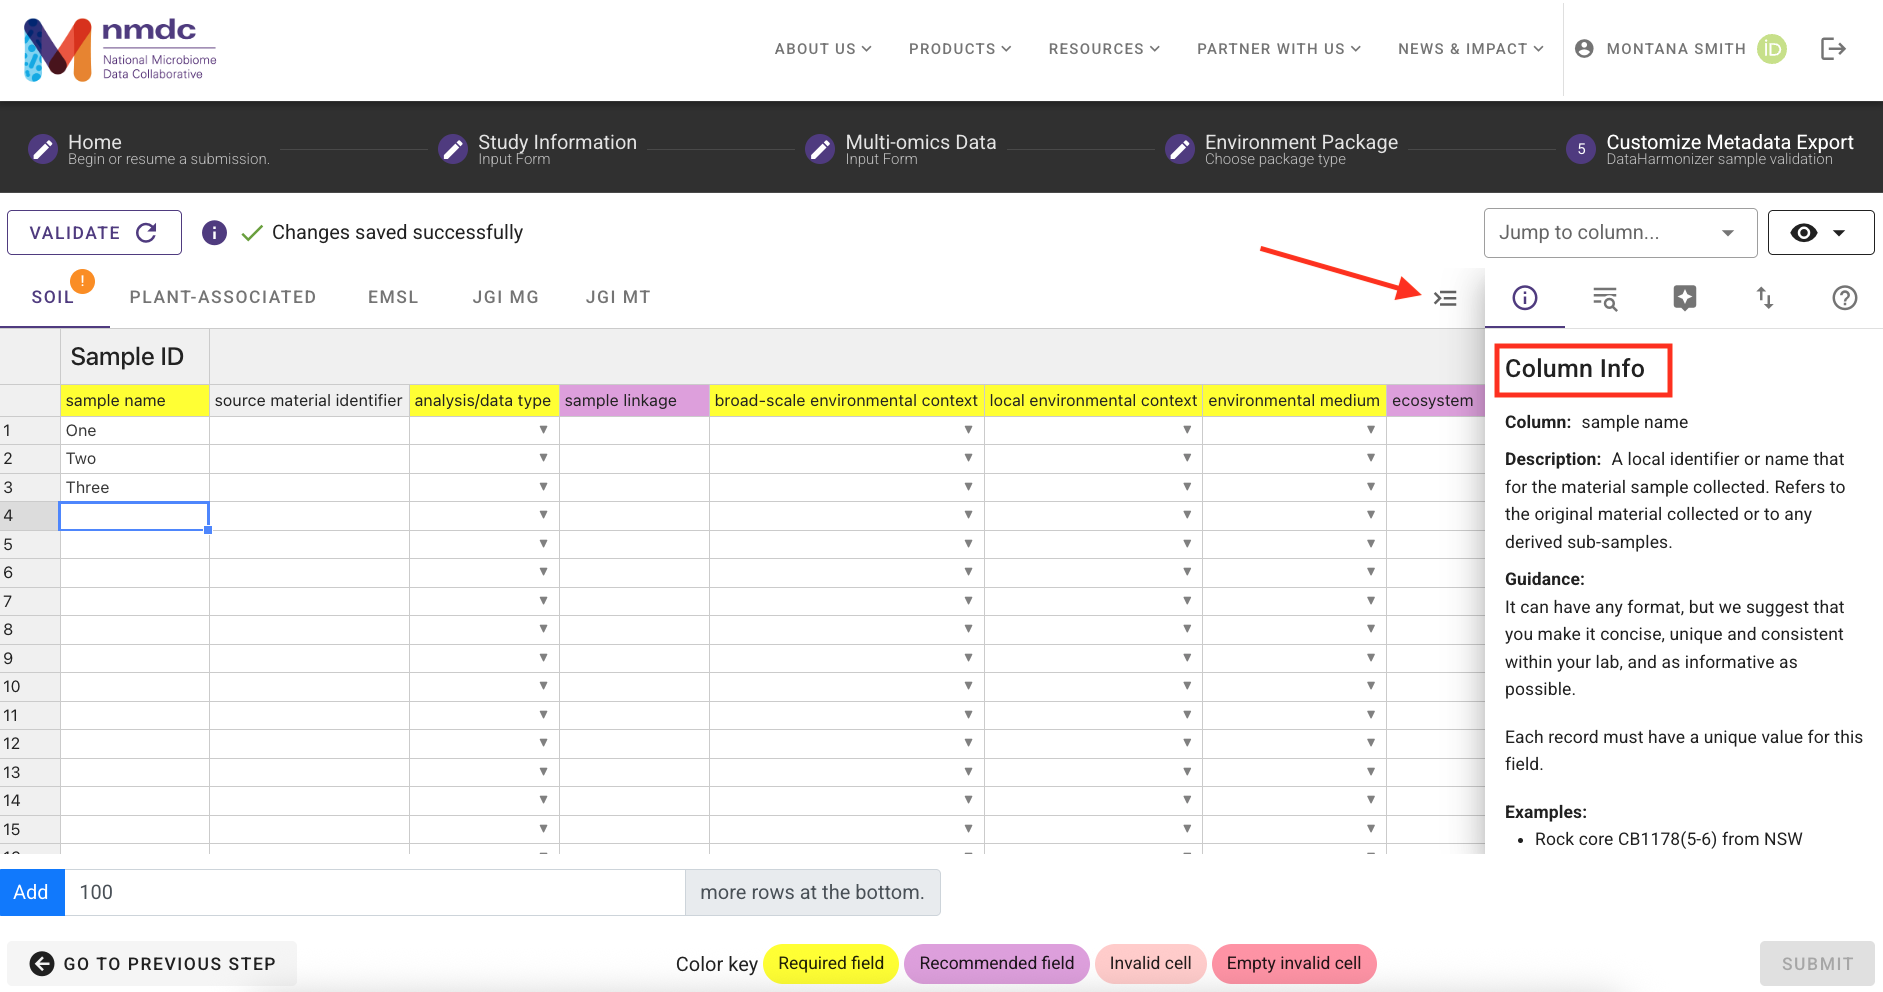 nmdc
National Microbiome
Data Collaborative
ABOUT US
PRODUCTS
RESOURCES
PARTNER WITH US
NEWS & IMPACT
MONTANA SMITH
iD
Home
Begin or resume a submission.
Study Information
Input Form
Multi-omics Data
Input Form
Environment Package
Choose package type
5
Customize Metadata Export
DataHarmonizer sample validation
VALIDATE
i
Changes saved successfully
Jump to column...
SOIL
!
PLANT-ASSOCIATED
EMSL
JGI MG
JGI MT
Sample ID
sample name
source material identifier
analysis/data type
sample linkage
broad-scale environmental context
local environmental context
environmental medium
ecosystem
1 One
2 Two
3 Three
4
5
6
7
8
9
10
11
12
13
14
15
Column Info
Column: sample name
Description: A local identifier or name that
for the material sample collected. Refers to
the original material collected or to any
derived sub-samples.
Guidance:
It can have any format, but we suggest that
you make it concise, unique and consistent
within your lab, and as informative as
possible.
Each record must have a unique value for this
field.
Examples:
• Rock core CB1178(5-6) from NSW
Add 100 more rows at the bottom.
GO TO PREVIOUS STEP
Color key
Required field
Recommended field
Invalid cell
Empty invalid cell
SUBMIT